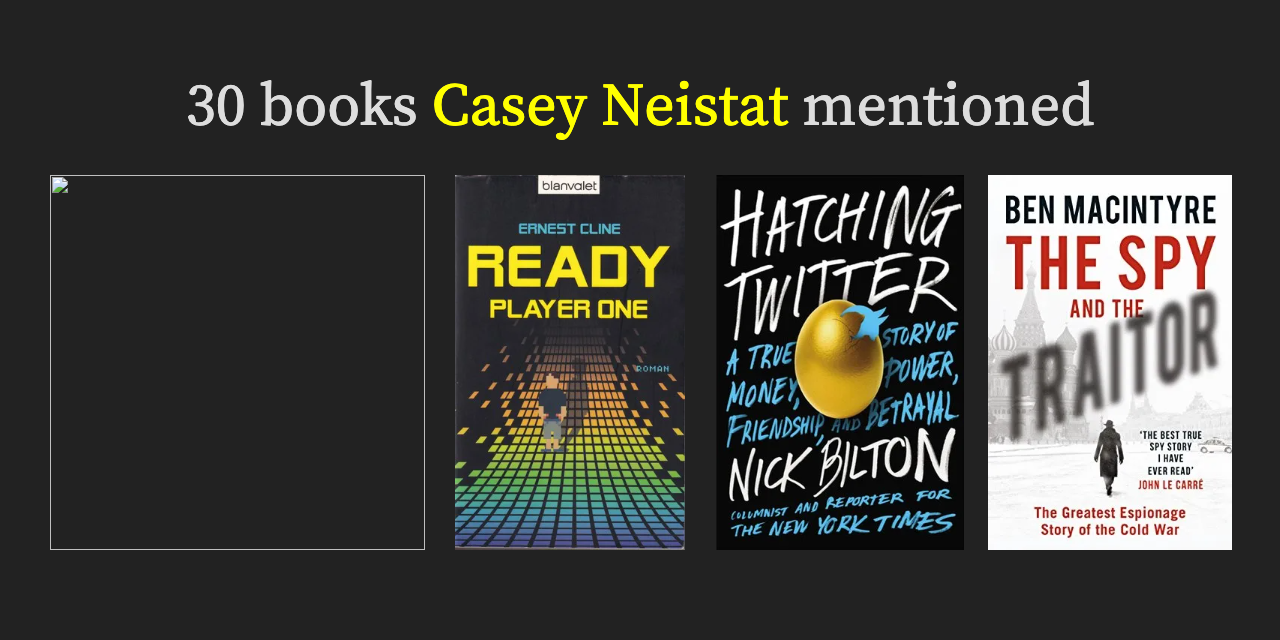 30 books Casey Neistat mentioned
blanvalet
ERNEST CLINE
READY
PLAYER ONE
ROMAN
HATCHING
TWITTER
A TRUE STORY OF
MONEY, POWER,
FRIENDSHIP, AND BETRAYAL
NICK BILTON
COLUMNIST AND REPORTER FOR
THE NEW YORK TIMES
BEN MACINTYRE
THE SPY
AND THE
TRAITOR
'THE BEST TRUE
SPY STORY
I HAVE
EVER READ'
JOHN LE CARRÉ
The Greatest Espionage
Story of the Cold War